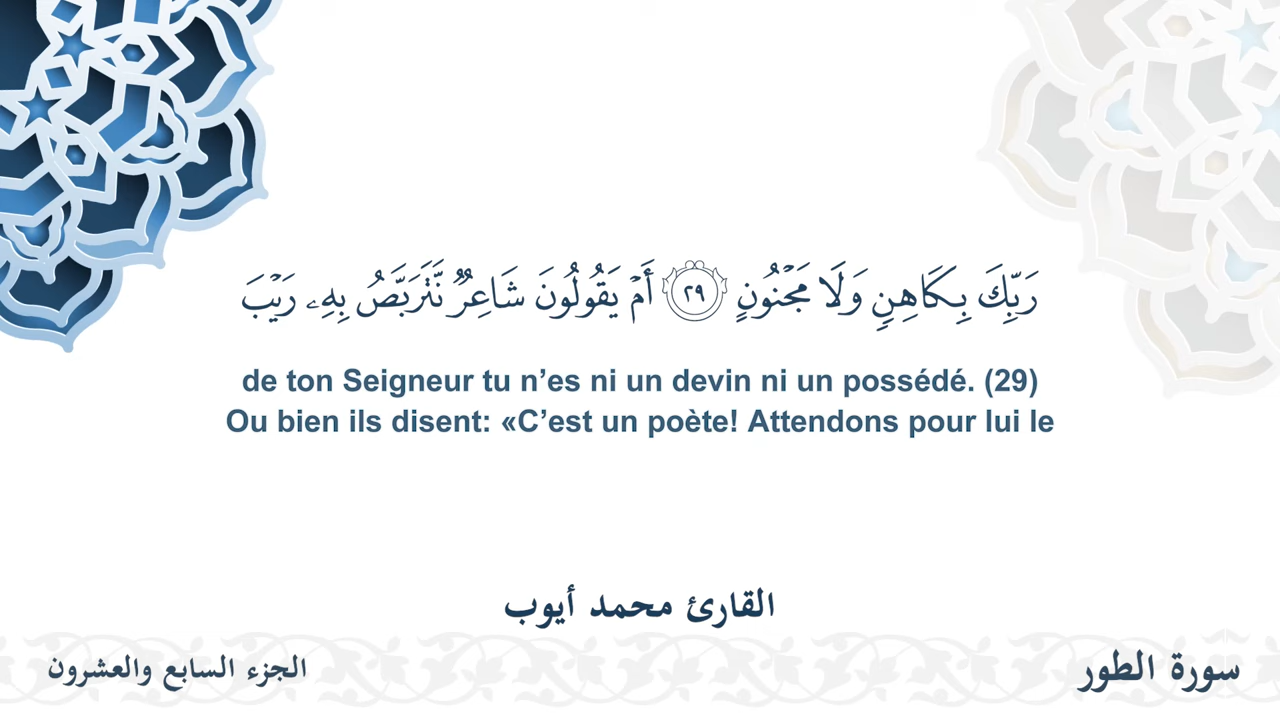 رَبِّكَ بِكَاهِنٍ وَلَا مَجْنُونٍ ٢٩ أَمْ يَقُولُونَ شَاعِرٌ نَّتَرَبَّصُ بِهِۦ رَيْبَ
de ton Seigneur tu n’es ni un devin ni un possédé. (29)
Ou bien ils disent: «C’est un poète! Attendons pour lui le
القارئ محمد أيوب
سورة الطور
الجزء السابع والعشرون